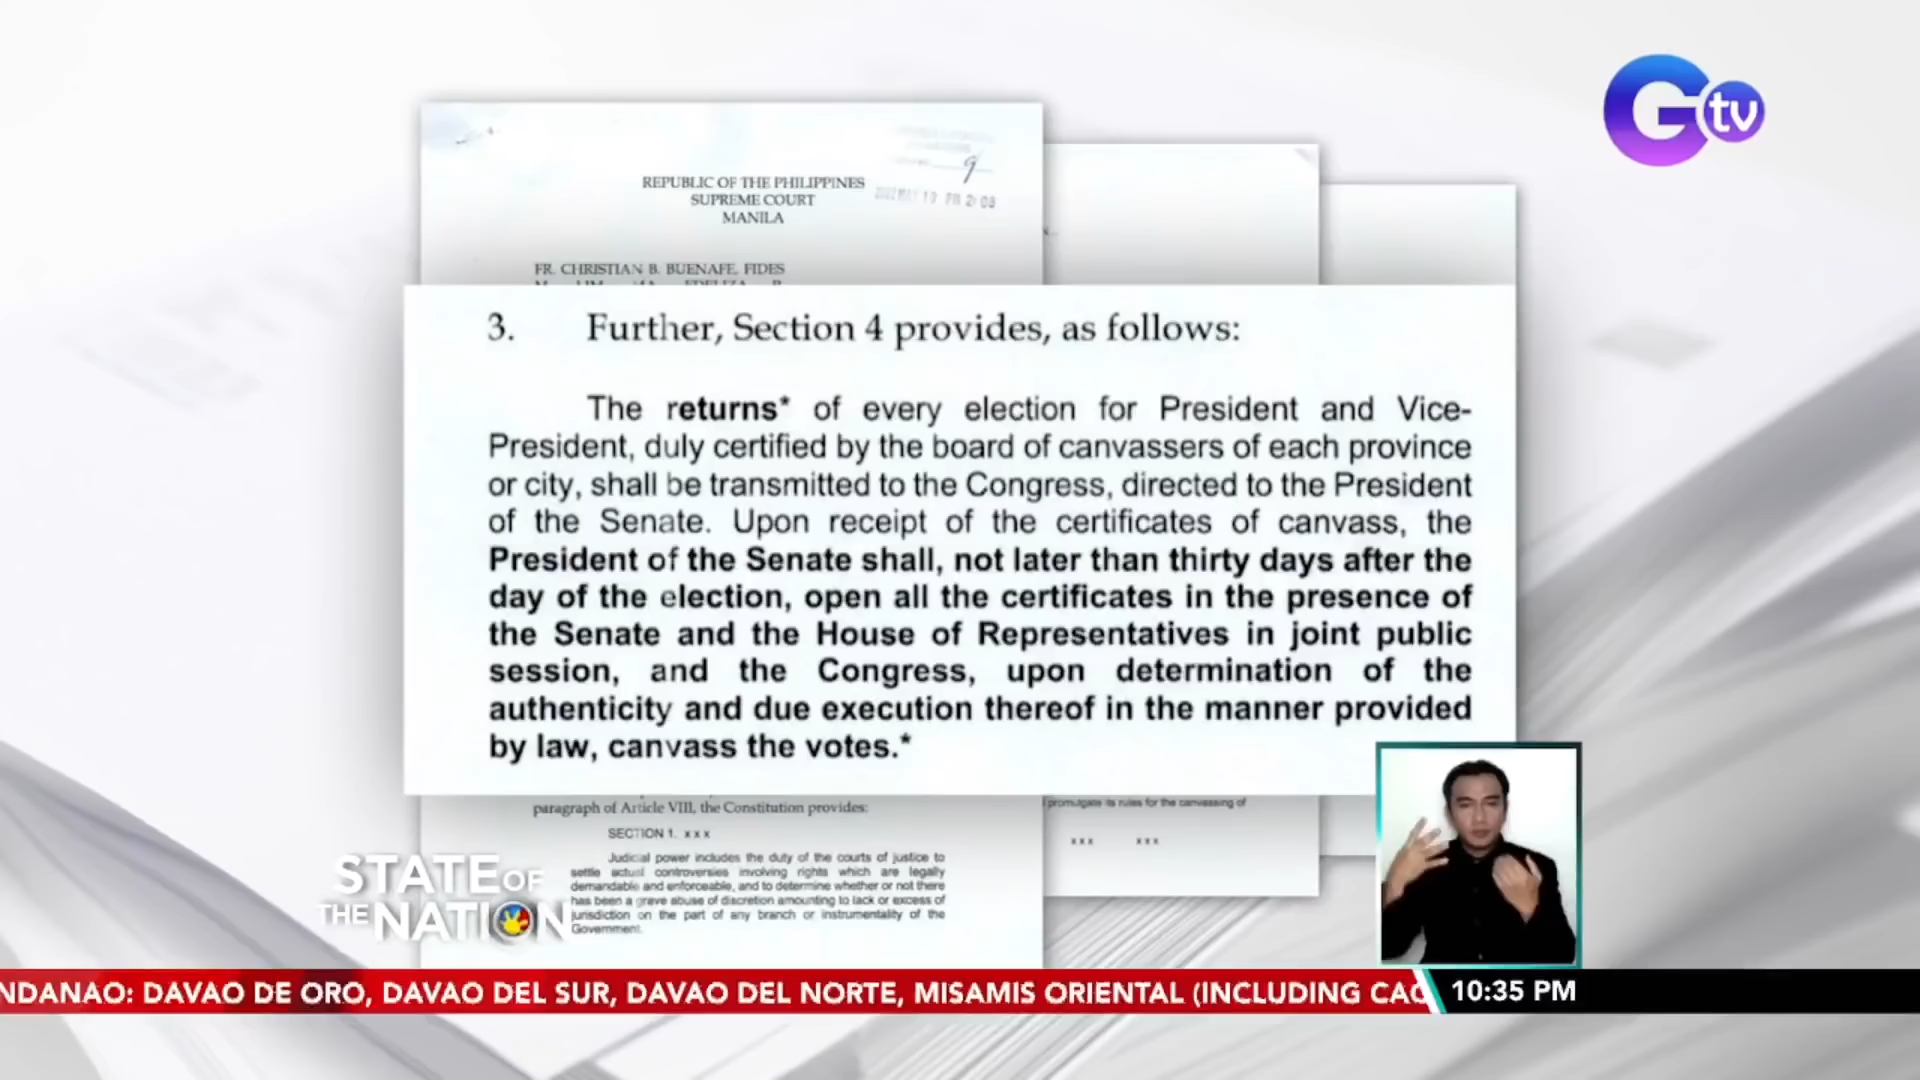 G tv
REPUBLIC OF THE PHILIPPINES
SUPREME COURT
MANILA
FR. CHRISTIAN B. BUENAFE, FIDES
3. Further, Section 4 provides, as follows:
The returns* of every election for President and Vice-
President, duly certified by the board of canvassers of each province
or city, shall be transmitted to the Congress, directed to the President
of the Senate. Upon receipt of the certificates of canvass, the
President of the Senate shall, not later than thirty days after the
day of the election, open all the certificates in the presence of
the Senate and the House of Representatives in joint public
session, and the Congress, upon determination of the
authenticity and due execution thereof in the manner provided
by law, canvass the votes.*
paragraph of Article VIII, the Constitution provides:
SECTION 1. x x x
Judicial power includes the duty of the courts of justice to
settle actual controversies involving rights which are legally
demandable and enforceable, and to determine whether or not there
has been a grave abuse of discretion amounting to lack or excess of
jurisdiction on the part of any branch or instrumentality of the
Government.
promulgate its rules for the canvassing of
xxx xxx
STATE OF
THE NATION
NDANAO: DAVAO DE ORO, DAVAO DEL SUR, DAVAO DEL NORTE, MISAMIS ORIENTAL (INCLUDING CAG
10:35 PM